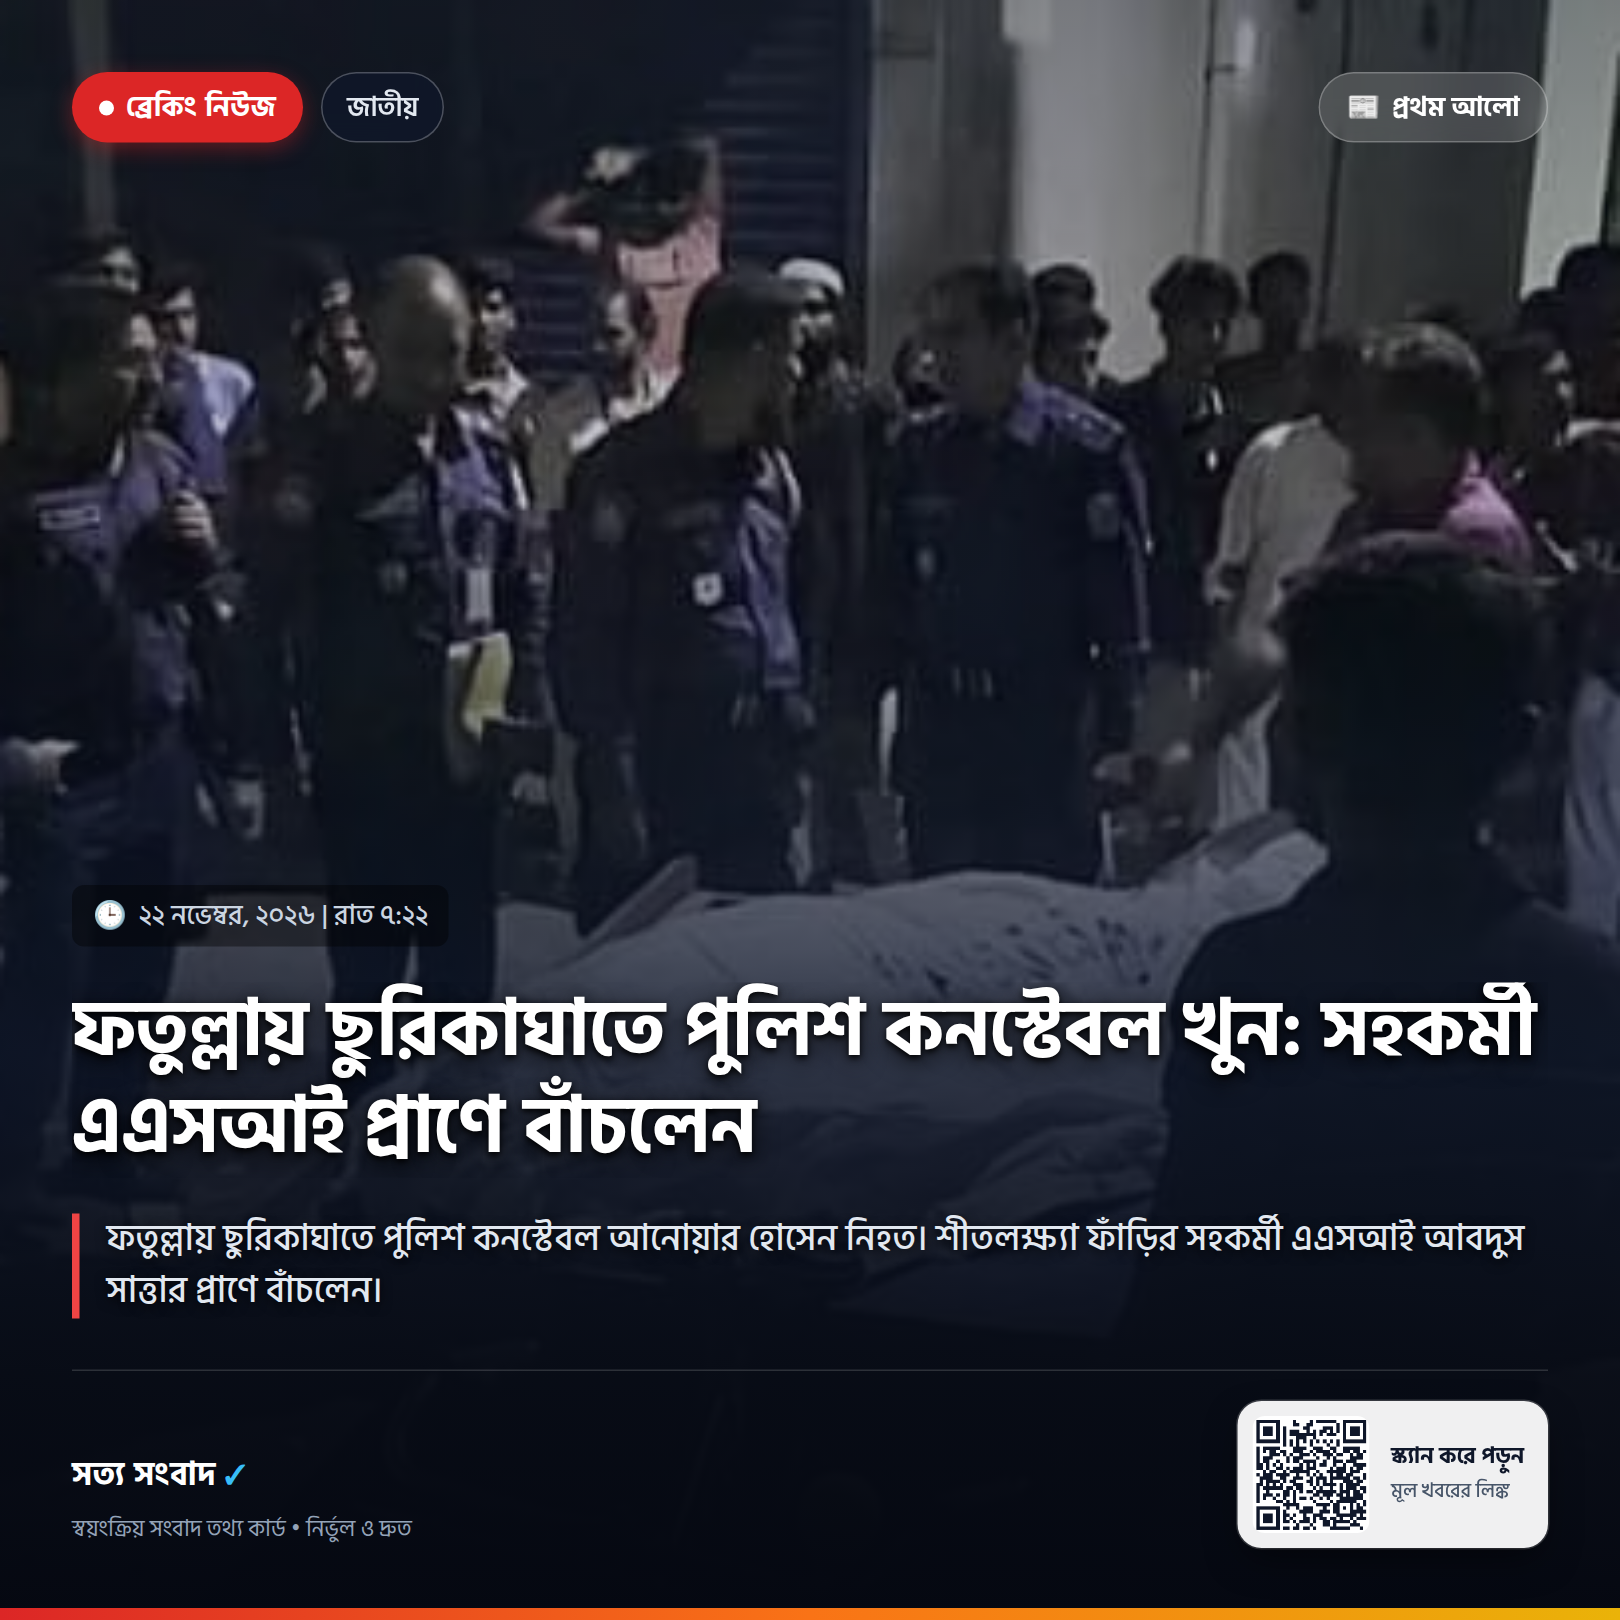 ব্রেকিং নিউজ
জাতীয়
প্রথম আলো
২২ নভেম্বর, ২০২৬ | রাত ৭:২২
ফতুল্লায় ছুরিকাঘাতে পুলিশ কনস্টেবল খুন: সহকর্মী
এএসআই প্রাণে বাঁচলেন
ফতুল্লায় ছুরিকাঘাতে পুলিশ কনস্টেবল আনোয়ার হোসেন নিহত। শীতলক্ষ্যা ফাঁড়ির সহকর্মী এএসআই আবদুস
সাত্তার প্রাণে বাঁচলেন।
সত্য সংবাদ ✓
স্বয়ংক্রিয় সংবাদ তথ্য কার্ড • নির্ভুল ও দ্রুত
স্ক্যান করে পড়ুন
মূল খবরের লিঙ্ক